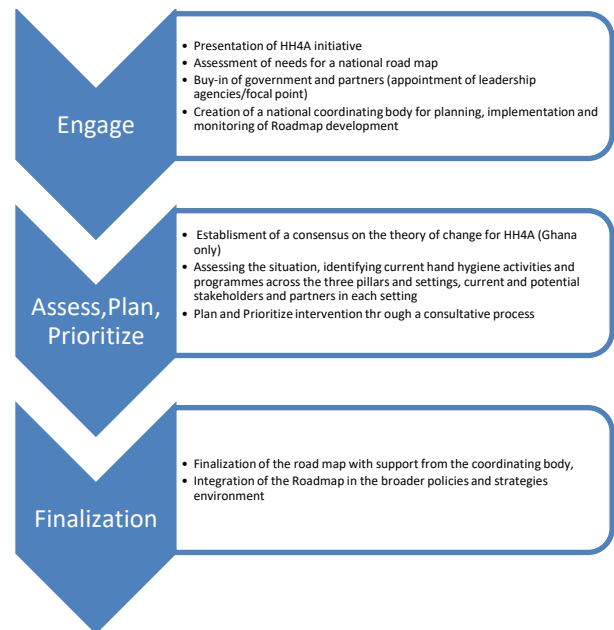 Engage
• Presentation of HH4A initiative
• Assessment of needs for a national road map
• Buy-in of government and partners (appointment of leadership
agencies/focal point)
• Creation of a national coordinating body for planning, implementation and
monitoring of Roadmap development
Assess,Plan,
Prioritize
• Establisment of a consensus on the theory of change for HH4A (Ghana
only)
• Assessing the situation, identifying current hand hygiene activities and
programmes across the three pillars and settings, current and potential
stakeholders and partners in each setting
• Plan and Prioritize intervention thr ough a consultative process
Finalization
• Finalization of the road map with support from the coordinating body,
• Integration of the Roadmap in the broader policies and strategies
environment